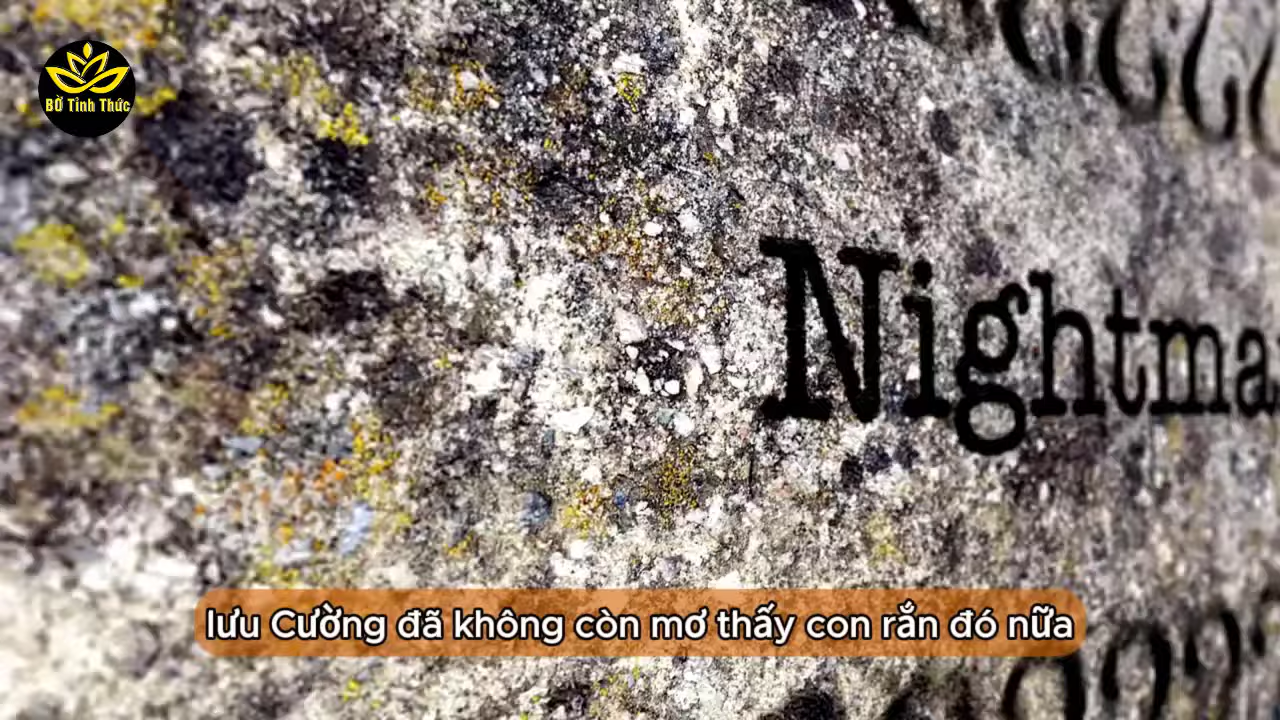 BỜ Tỉnh Thức
Nightma
lưu Cường đã không còn mơ thấy con rắn đó nữa